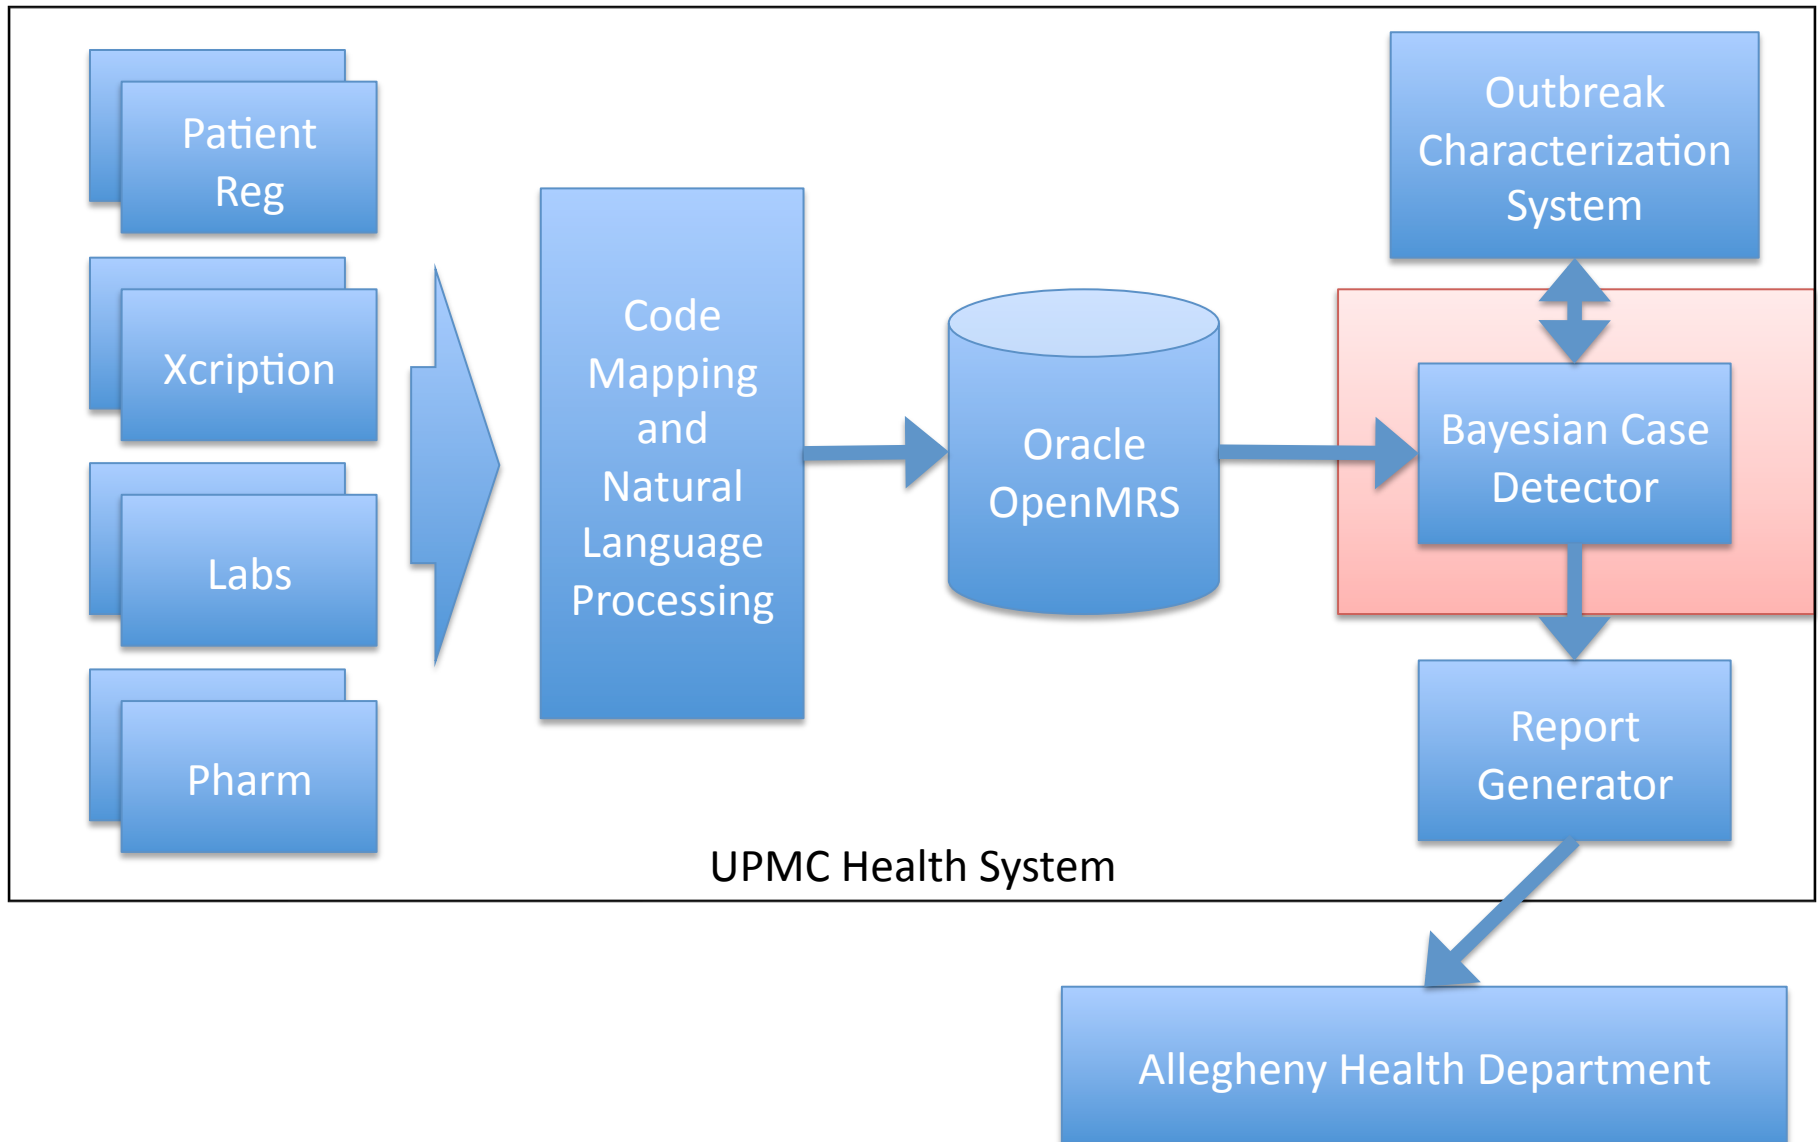 Patient
Reg
Xcription
Labs
Pharm
Code
Mapping
and
Natural
Language
Processing
Oracle
OpenMRS
Outbreak
Characterization
System
Bayesian Case
Detector
Report
Generator
UPMC Health System
Allegheny Health Department